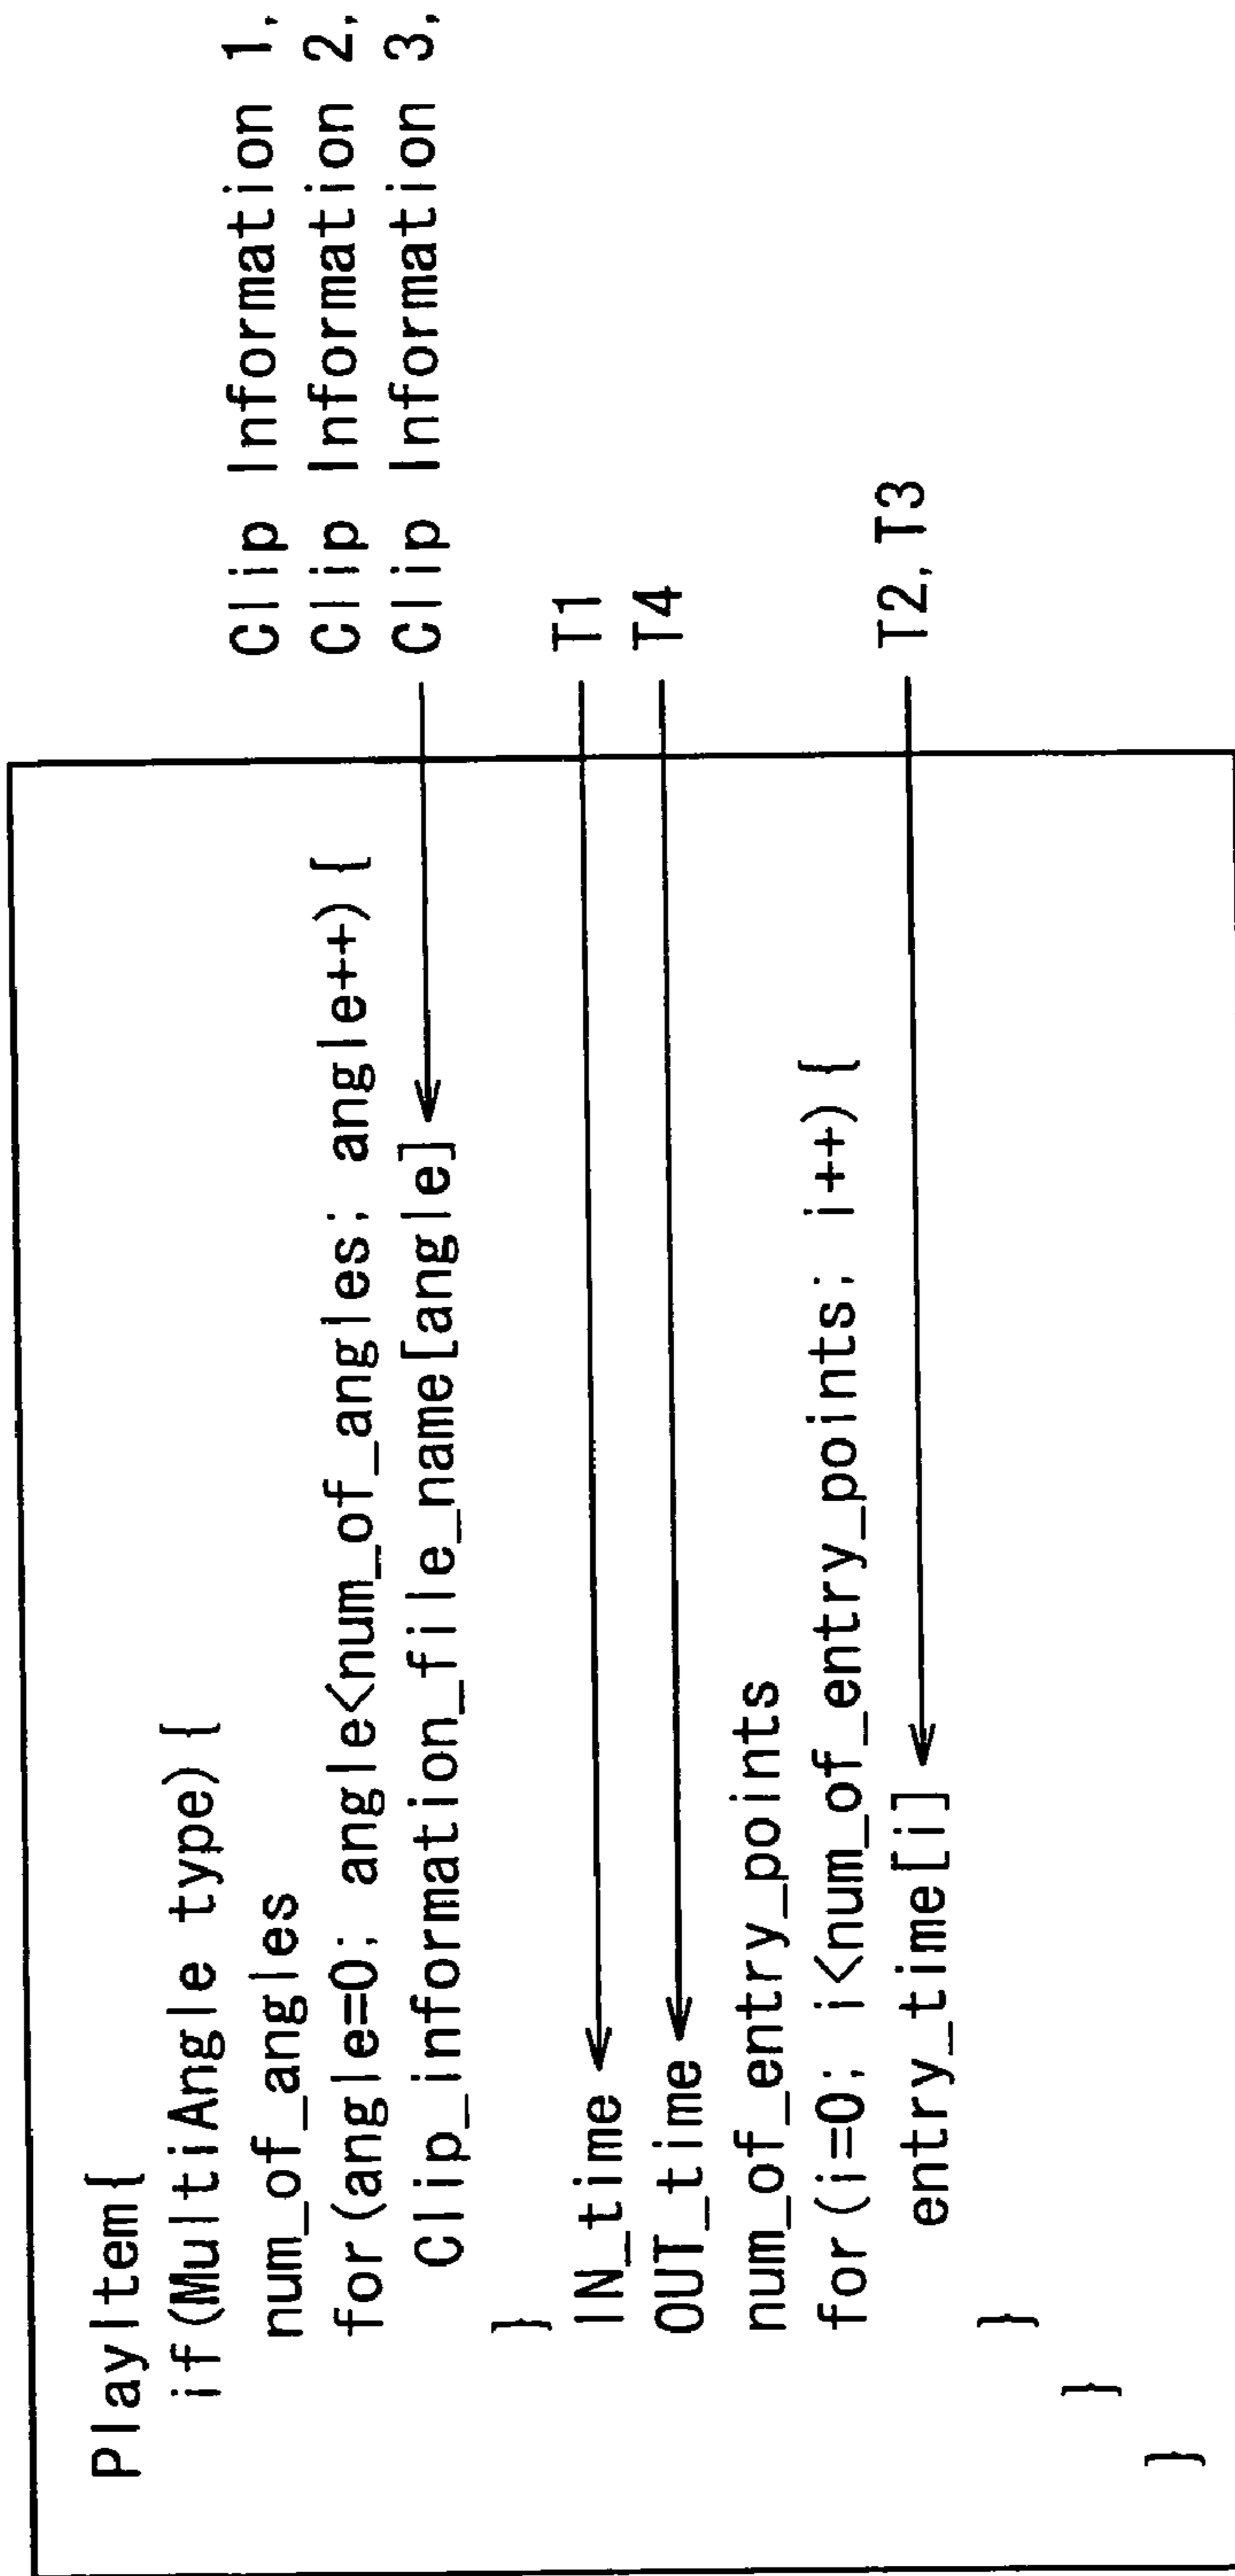 PlayItem{
if(MultiAngle type) {
num_of_angles
Clip Information 1,
for(angle=0; angle<num_of_angles; angle++) {
Clip Information 2,
Clip_information_file_name[angle]
Clip Information 3,
}
IN_time
T1
OUT_time
T4
num_of_entry_points
for(i=0; i<num_of_entry_points; i++) {
entry_time[i]
T2, T3
}
}
}